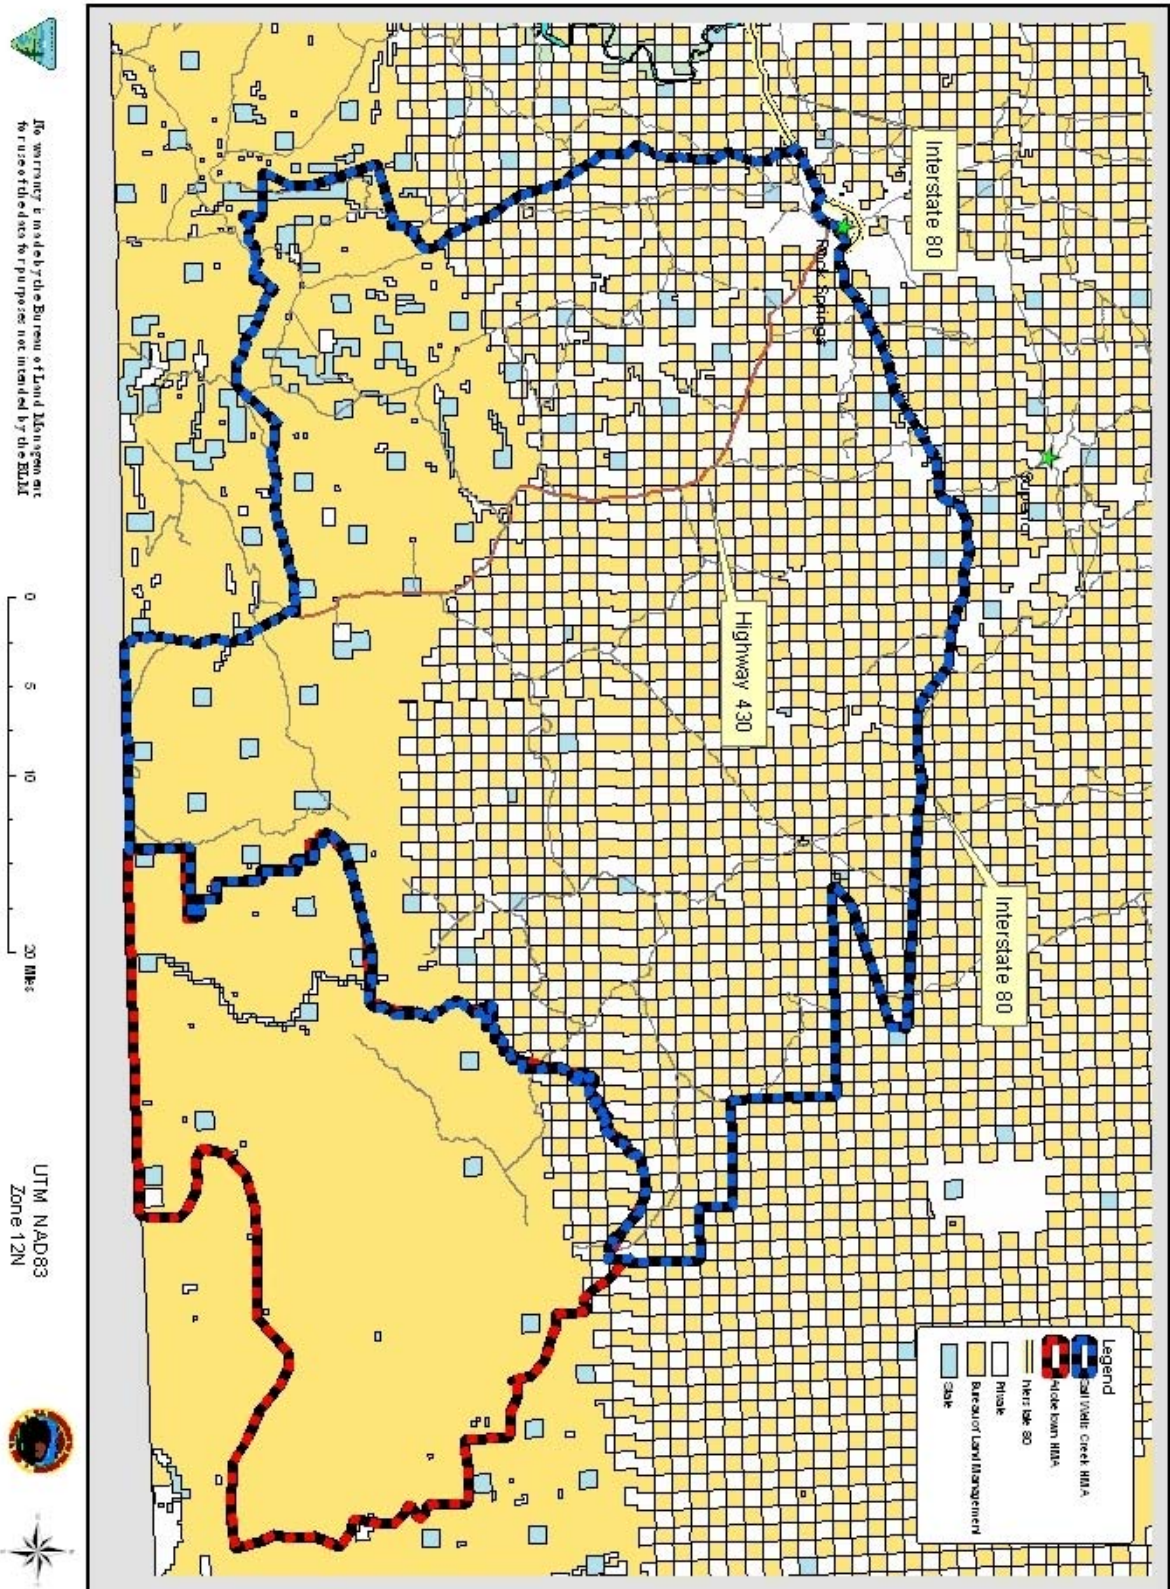 Interstate 80
Rock Springs
Superior
Highway 430
Interstate 80
Legend
Salt Wells Creek HMA
Adobe Town HMA
Interstate 80
Private
Bureau of Land Management
State
No warranty is made by the Bureau of Land Management
for use of the data for purposes not intended by the BLM
0 5 10 20 Miles
UTM NAD83
Zone 12N